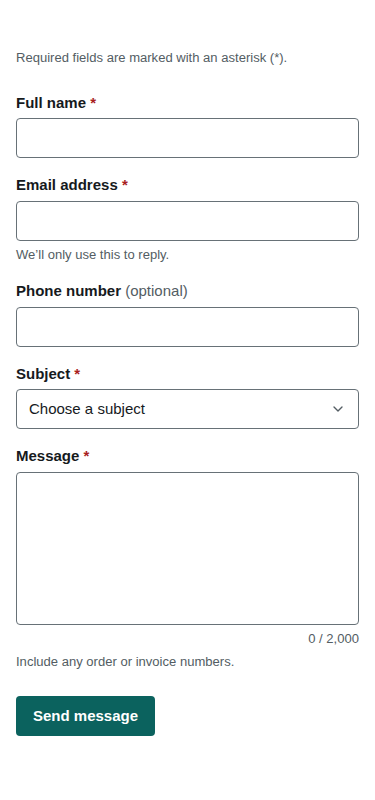 Required fields are marked with an asterisk (*).
Full name *
Email address *
We'll only use this to reply.
Phone number (optional)
Subject *
Choose a subject
Message *
0 / 2,000
Include any order or invoice numbers.
Send message